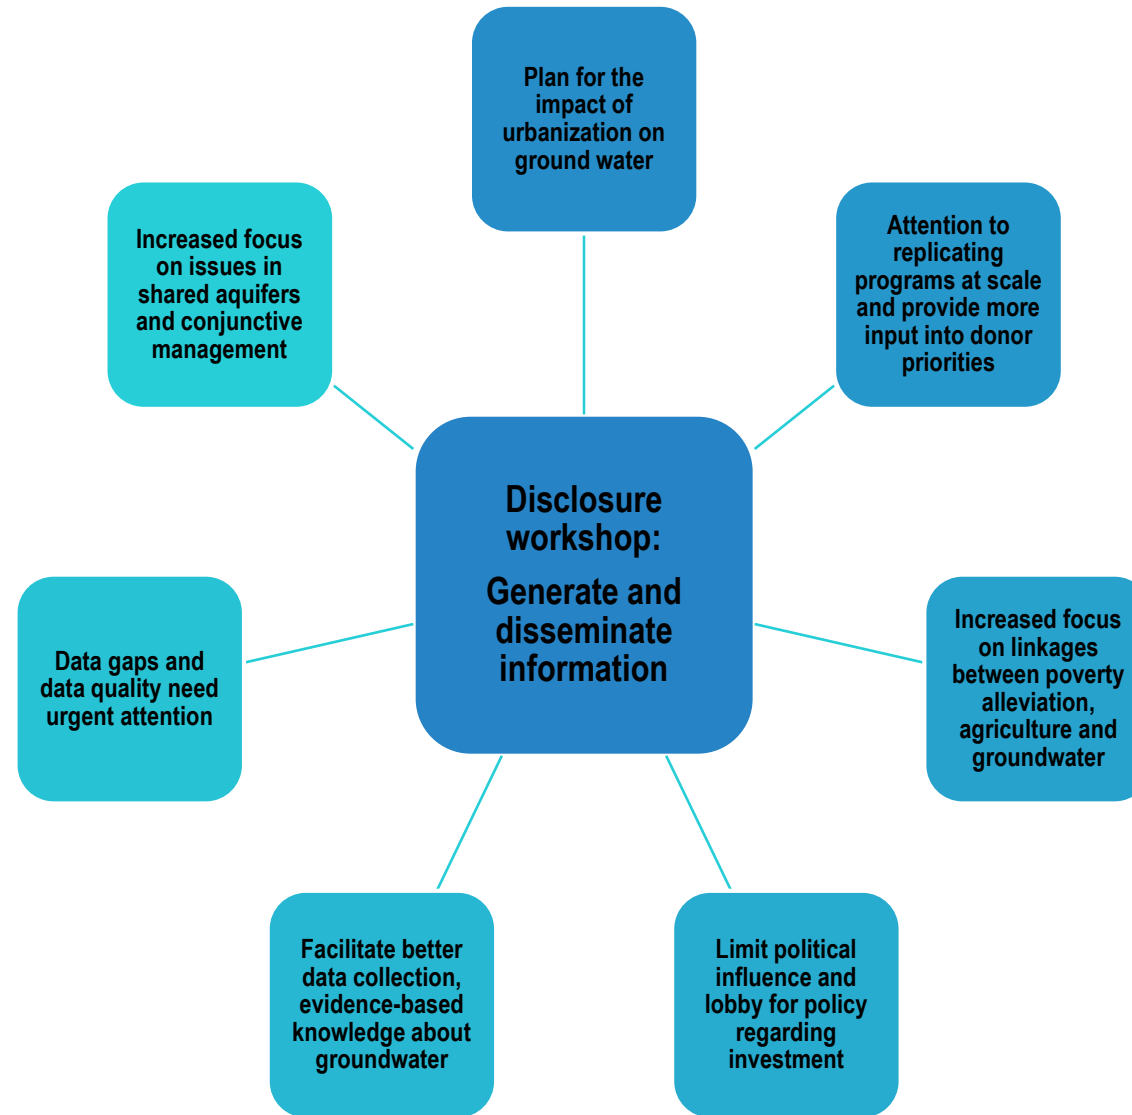 Plan for the
impact of
urbanization on
ground water
Attention to
replicating
programs at scale
and provide more
input into donor
priorities
Increased focus
on linkages
between poverty
alleviation,
agriculture and
groundwater
Limit political
influence and
lobby for policy
regarding
investment
Facilitate better
data collection,
evidence-based
knowledge about
groundwater
Data gaps and
data quality need
urgent attention
Increased focus
on issues in
shared aquifers
and conjunctive
management
Disclosure
workshop:
Generate and
disseminate
information